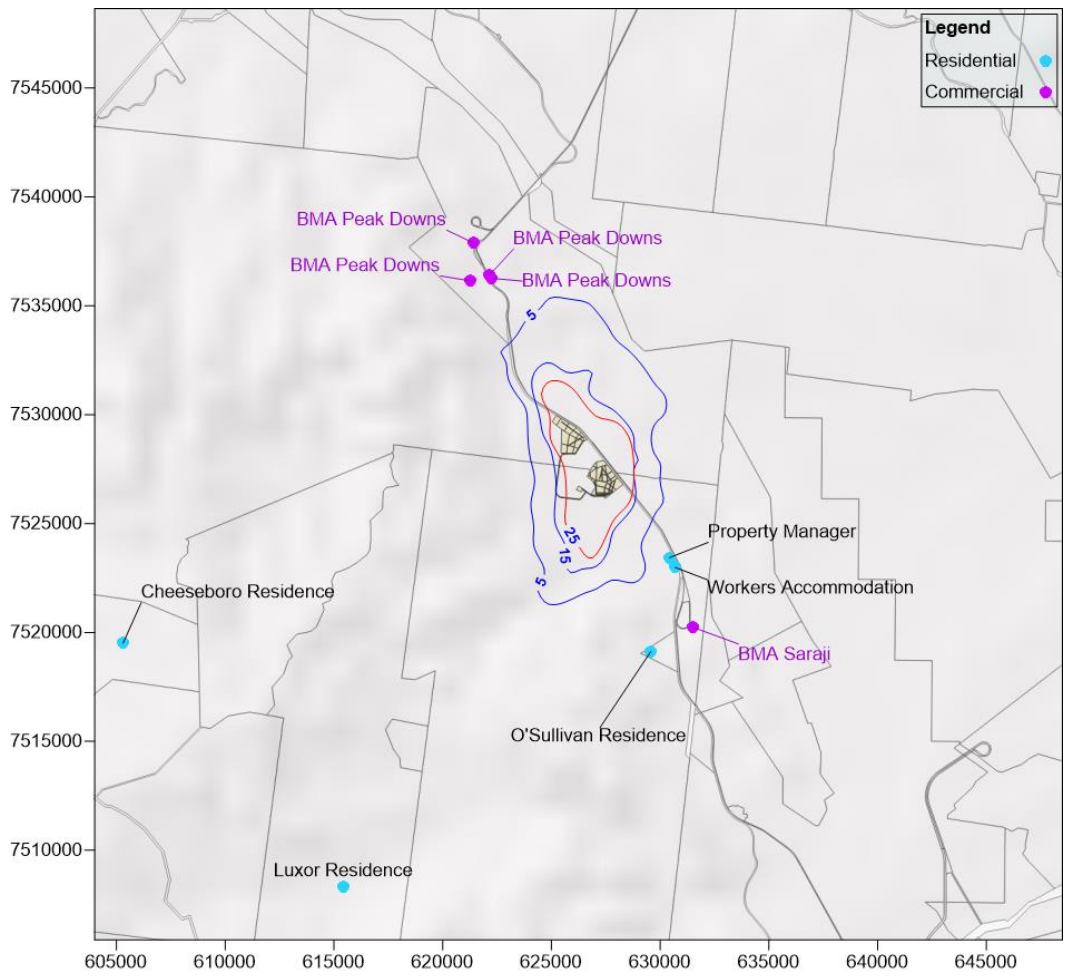 Legend
Residential
Commercial
7545000
7540000
BMA Peak Downs
BMA Peak Downs
BMA Peak Downs
BMA Peak Downs
7535000
5
7530000
7525000
25
15
5
Property Manager
Workers Accommodation
Cheeseboro Residence
7520000
BMA Saraji
O'Sullivan Residence
7515000
7510000
Luxor Residence
605000 610000 615000 620000 625000 630000 635000 640000 645000